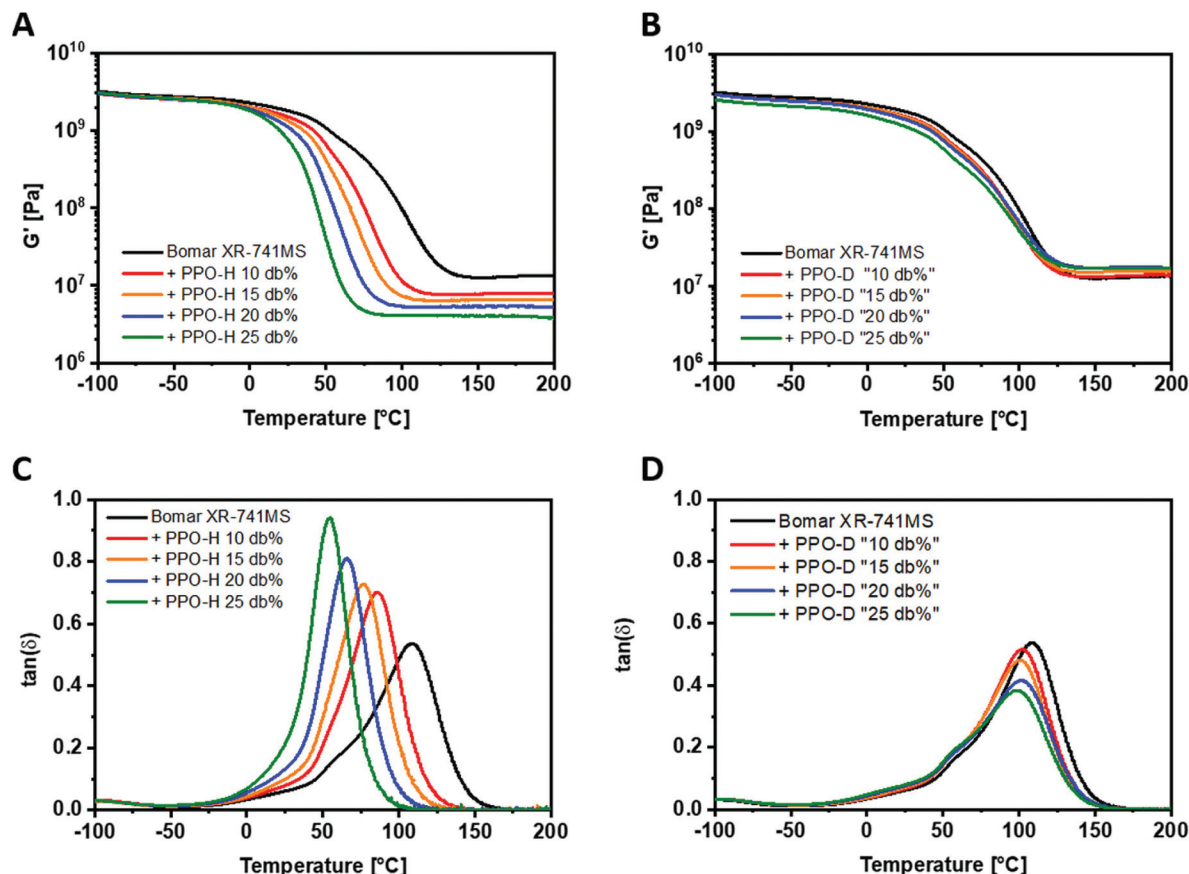 A
10^10
10^9
10^8
10^7
10^6
G' [Pa]
Bomar XR-741MS
+ PPO-H 10 db%
+ PPO-H 15 db%
+ PPO-H 20 db%
+ PPO-H 25 db%
-100 -50 0 50 100 150 200
Temperature [°C]
B
10^10
10^9
10^8
10^7
10^6
G' [Pa]
Bomar XR-741MS
+ PPO-D "10 db%"
+ PPO-D "15 db%"
+ PPO-D "20 db%"
+ PPO-D "25 db%"
-100 -50 0 50 100 150 200
Temperature [°C]
C
1.0
0.8
0.6
0.4
0.2
0.0
tan(δ)
Bomar XR-741MS
+ PPO-H 10 db%
+ PPO-H 15 db%
+ PPO-H 20 db%
+ PPO-H 25 db%
-100 -50 0 50 100 150 200
Temperature [°C]
D
1.0
0.8
0.6
0.4
0.2
0.0
tan(δ)
Bomar XR-741MS
+ PPO-D "10 db%"
+ PPO-D "15 db%"
+ PPO-D "20 db%"
+ PPO-D "25 db%"
-100 -50 0 50 100 150 200
Temperature [°C]